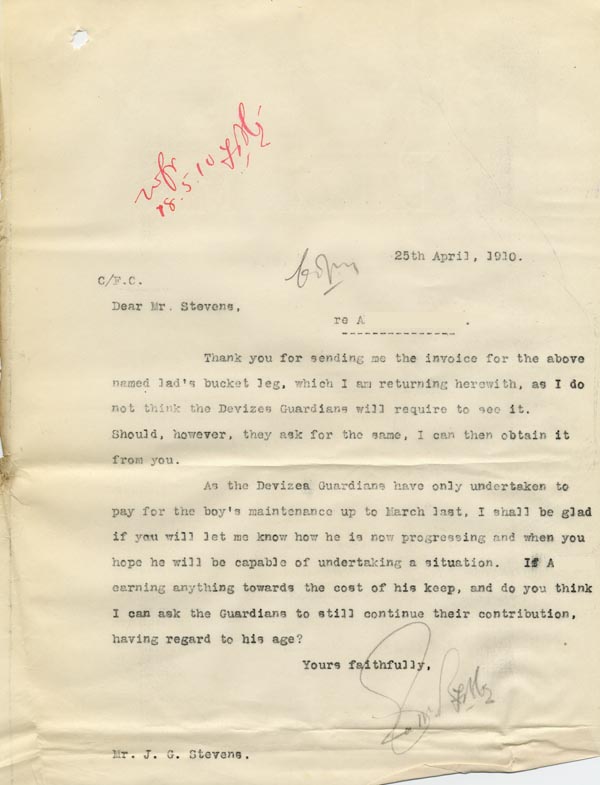 18.5.10
Copy
25th April, 1910.
C/F.C.
Dear Mr. Stevens,
re A .
Thank you for sending me the invoice for the above
named lad's bucket leg, which I am returning herewith, as I do
not think the Devizes Guardians will require to see it.
Should, however, they ask for the same, I can then obtain it
from you.
As the Devizes Guardians have only undertaken to
pay for the boy's maintenance up to March last, I shall be glad
if you will let me know how he is now progressing and when you
hope he will be capable of undertaking a situation. If A
earning anything towards the cost of his keep, and do you think
I can ask the Guardians to still continue their contribution,
having regard to his age?
Yours faithfully,
Mr. J. G. Stevens.